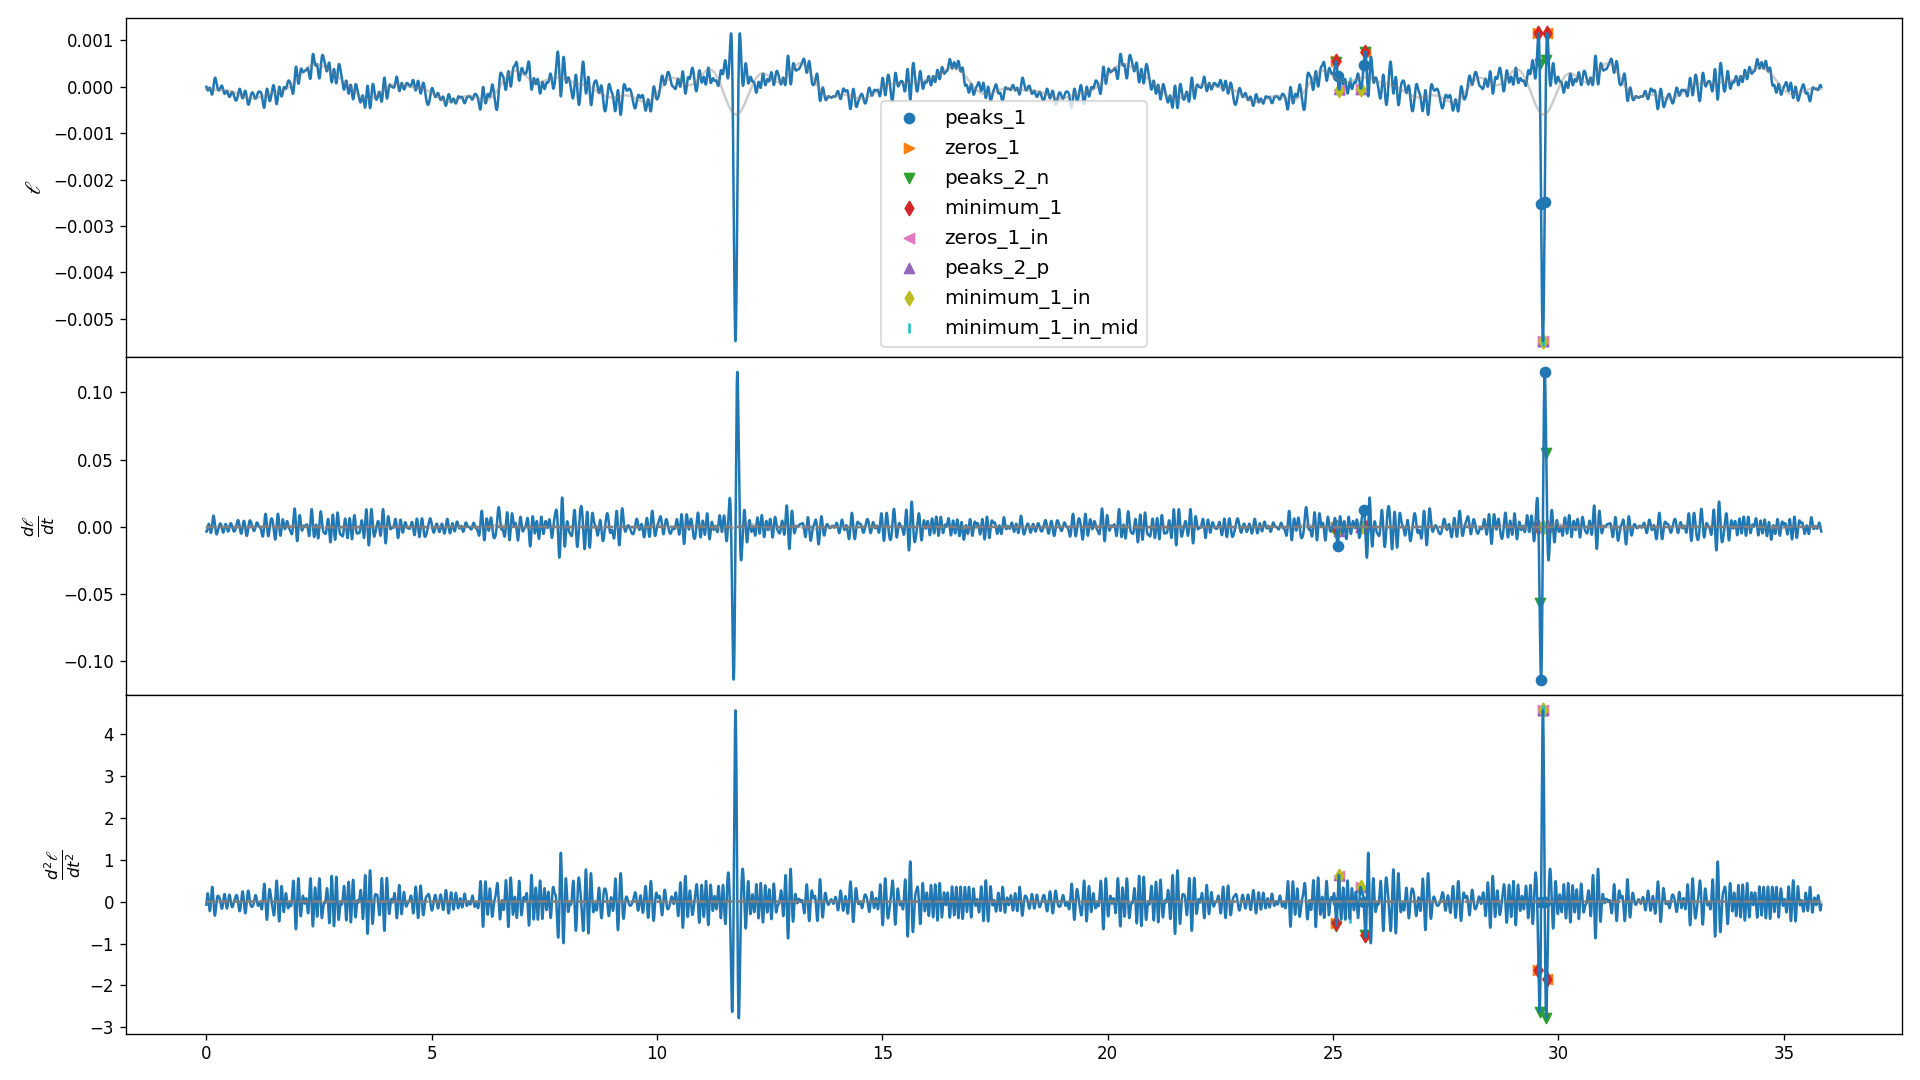 0.001
0.000
−0.001
−0.002
−0.003
−0.004
−0.005
ℓ
peaks_1
zeros_1
peaks_2_n
minimum_1
zeros_1_in
peaks_2_p
minimum_1_in
minimum_1_in_mid
0.10
0.05
0.00
−0.05
−0.10
dℓ
dt
4
3
2
1
0
−1
−2
−3
d²ℓ
dt²
0 5 10 15 20 25 30 35